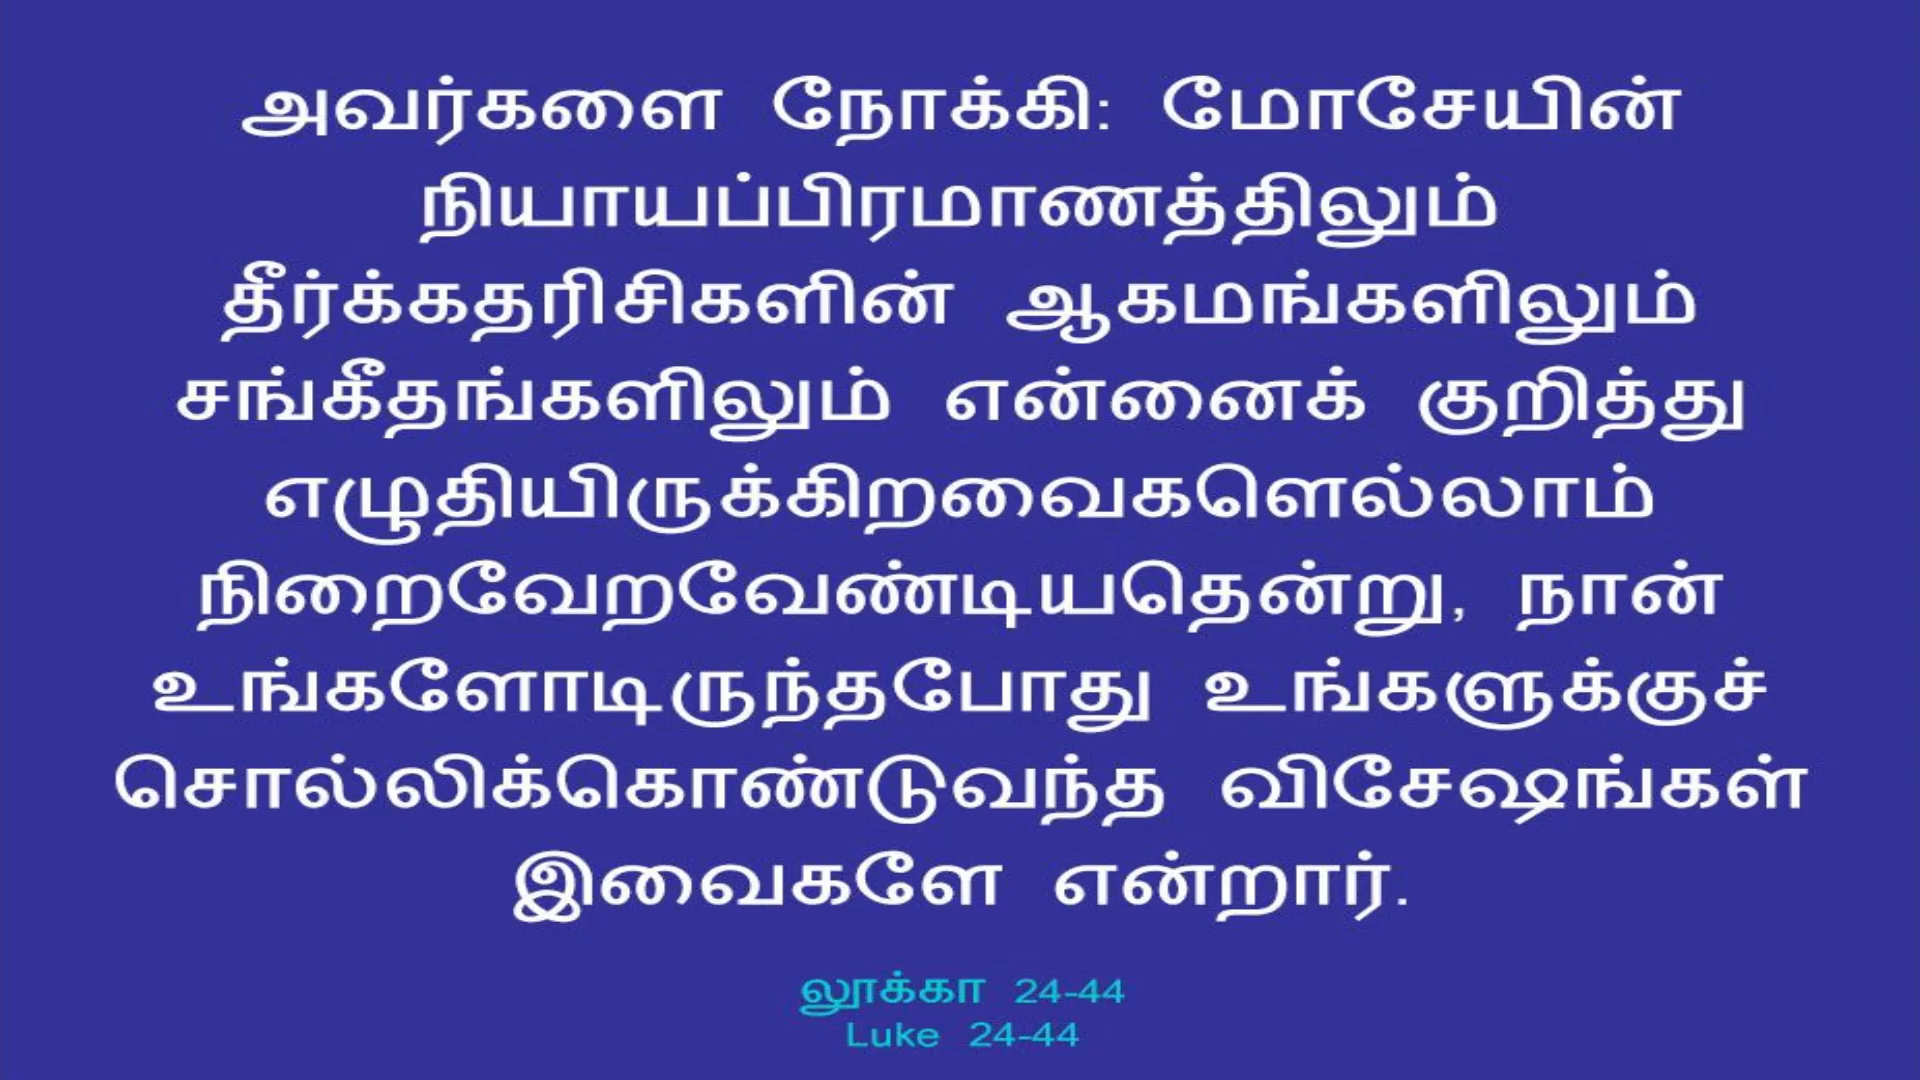 அவர்களை நோக்கி: மோசேயின்
நியாயப்பிரமாணத்திலும்
தீர்க்கதரிசிகளின் ஆகமங்களிலும்
சங்கீதங்களிலும் என்னைக் குறித்து
எழுதியிருக்கிறவைகளெல்லாம்
நிறைவேறவேண்டியதென்று, நான்
உங்களோடிருந்தபோது உங்களுக்குச்
சொல்லிக்கொண்டுவந்த விசேஷங்கள்
இவைகளே என்றார்.
லூக்கா 24-44
Luke 24-44